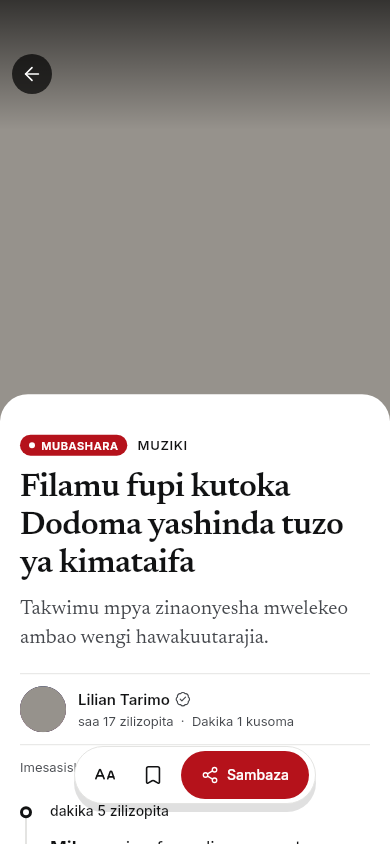 MUBASHARA MUZIKI
Filamu fupi kutoka
Dodoma yashinda tuzo
ya kimataifa
Takwimu mpya zinaonyesha mwelekeo
ambao wengi hawakuutarajia.
Lilian Tarimo
saa 17 zilizopita · Dakika 1 kusoma
AA Sambaza
dakika 5 zilizopita